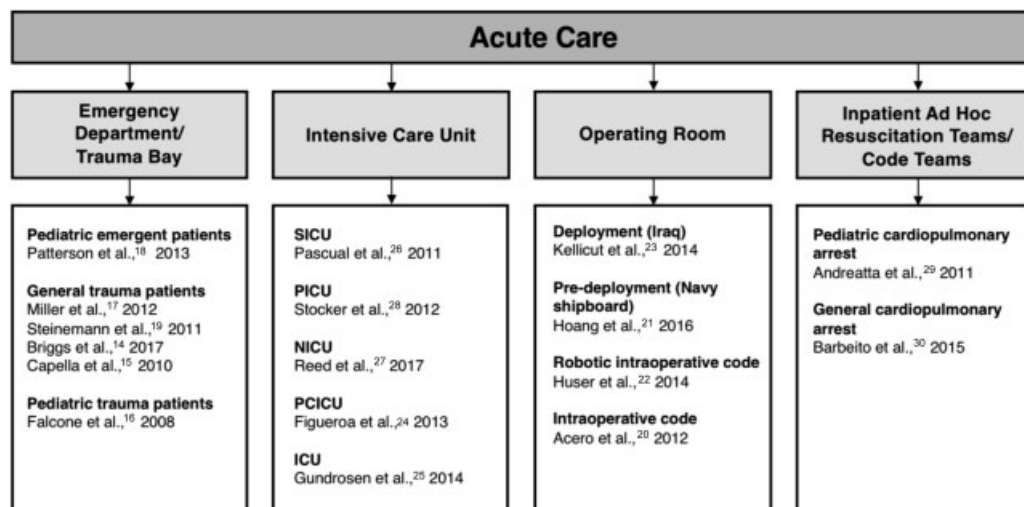 Acute Care
Emergency
Department/
Trauma Bay
Intensive Care Unit
Operating Room
Inpatient Ad Hoc
Resuscitation Teams/
Code Teams
Pediatric emergent patients
Patterson et al.,18 2013
General trauma patients
Miller et al.,17 2012
Steinemann et al.,19 2011
Briggs et al.,14 2017
Capella et al.,15 2010
Pediatric trauma patients
Falcone et al.,16 2008
SICU
Pascual et al.,26 2011
PICU
Stocker et al.,28 2012
NICU
Reed et al.,27 2017
PCICU
Figueroa et al.,24 2013
ICU
Gundrosen et al.,25 2014
Deployment (Iraq)
Kellicut et al.,23 2014
Pre-deployment (Navy
shipboard)
Hoang et al.,21 2016
Robotic intraoperative code
Huser et al.,22 2014
Intraoperative code
Acero et al.,20 2012
Pediatric cardiopulmonary
arrest
Andreatta et al.,29 2011
General cardiopulmonary
arrest
Barbeito et al.,30 2015